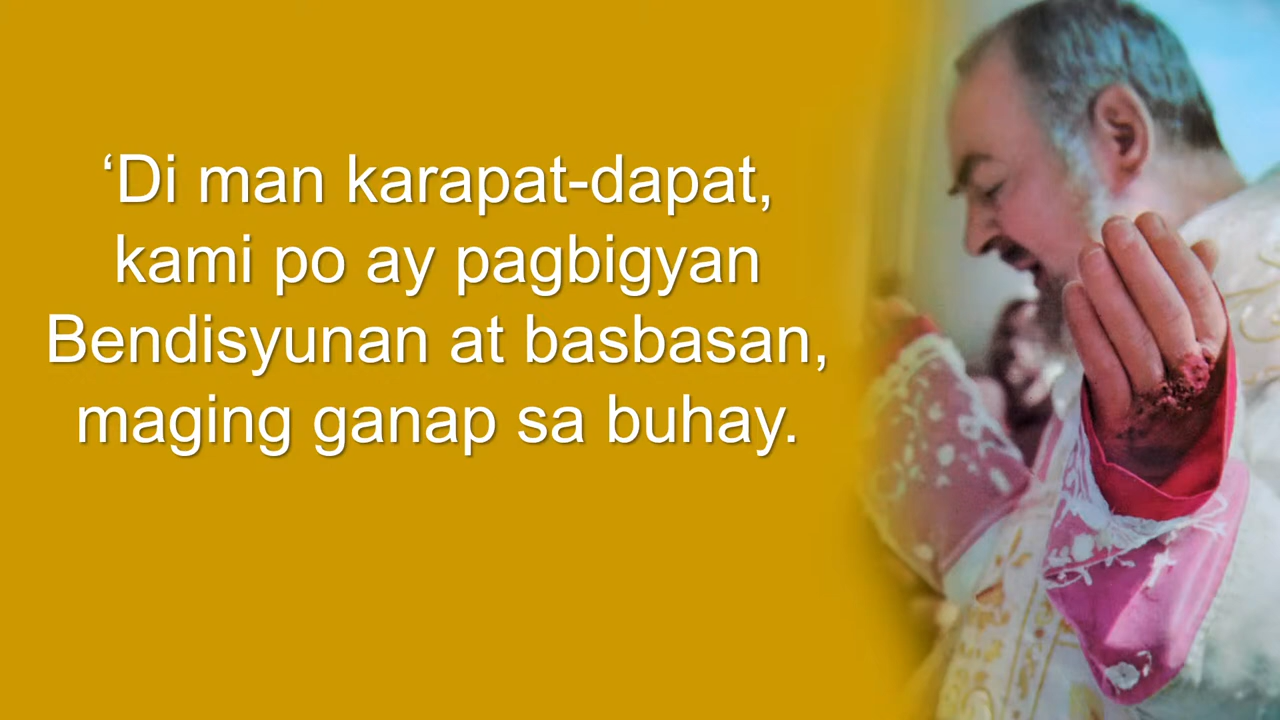 ‘Di man karapat-dapat,
kami po ay pagbigyan
Bendisyunan at basbasan,
maging ganap sa buhay.